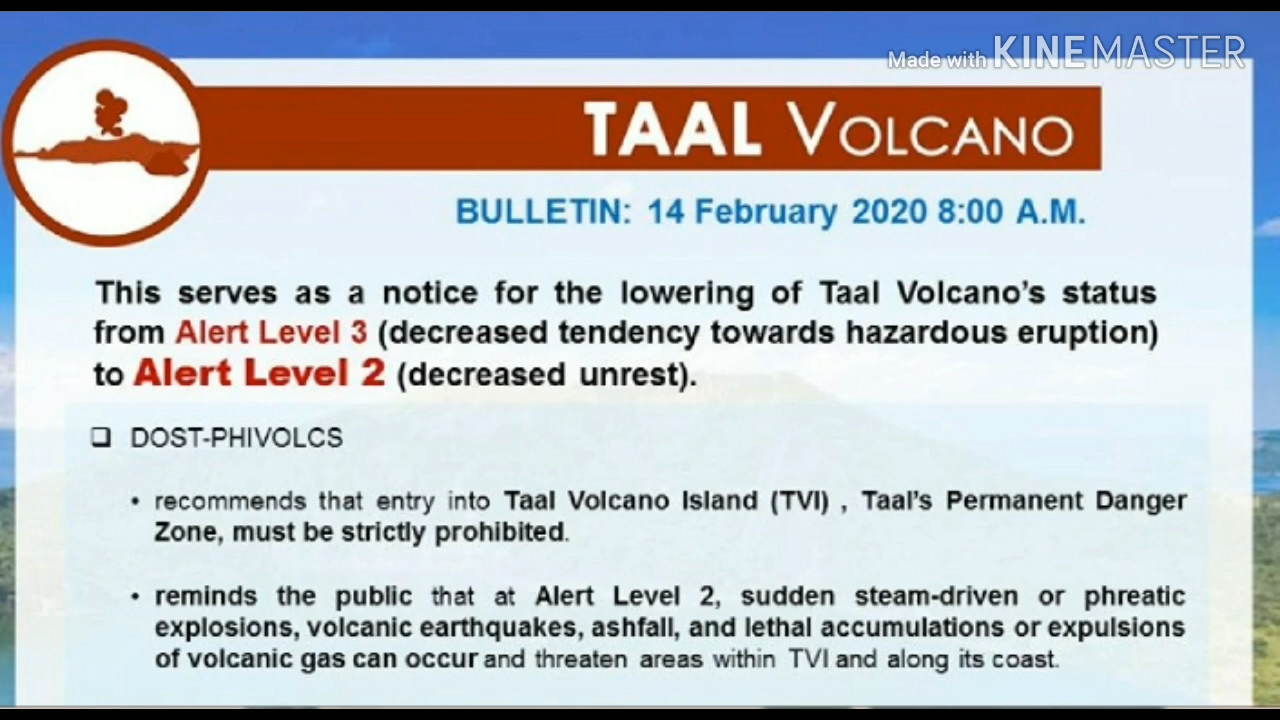 Made with KINEMASTER
TAAL VOLCANO
BULLETIN: 14 February 2020 8:00 A.M.
This serves as a notice for the lowering of Taal Volcano's status
from Alert Level 3 (decreased tendency towards hazardous eruption)
to Alert Level 2 (decreased unrest).
❑ DOST-PHIVOLCS
• recommends that entry into Taal Volcano Island (TVI) , Taal's Permanent Danger
Zone, must be strictly prohibited.
• reminds the public that at Alert Level 2, sudden steam-driven or phreatic
explosions, volcanic earthquakes, ashfall, and lethal accumulations or expulsions
of volcanic gas can occur and threaten areas within TVI and along its coast.